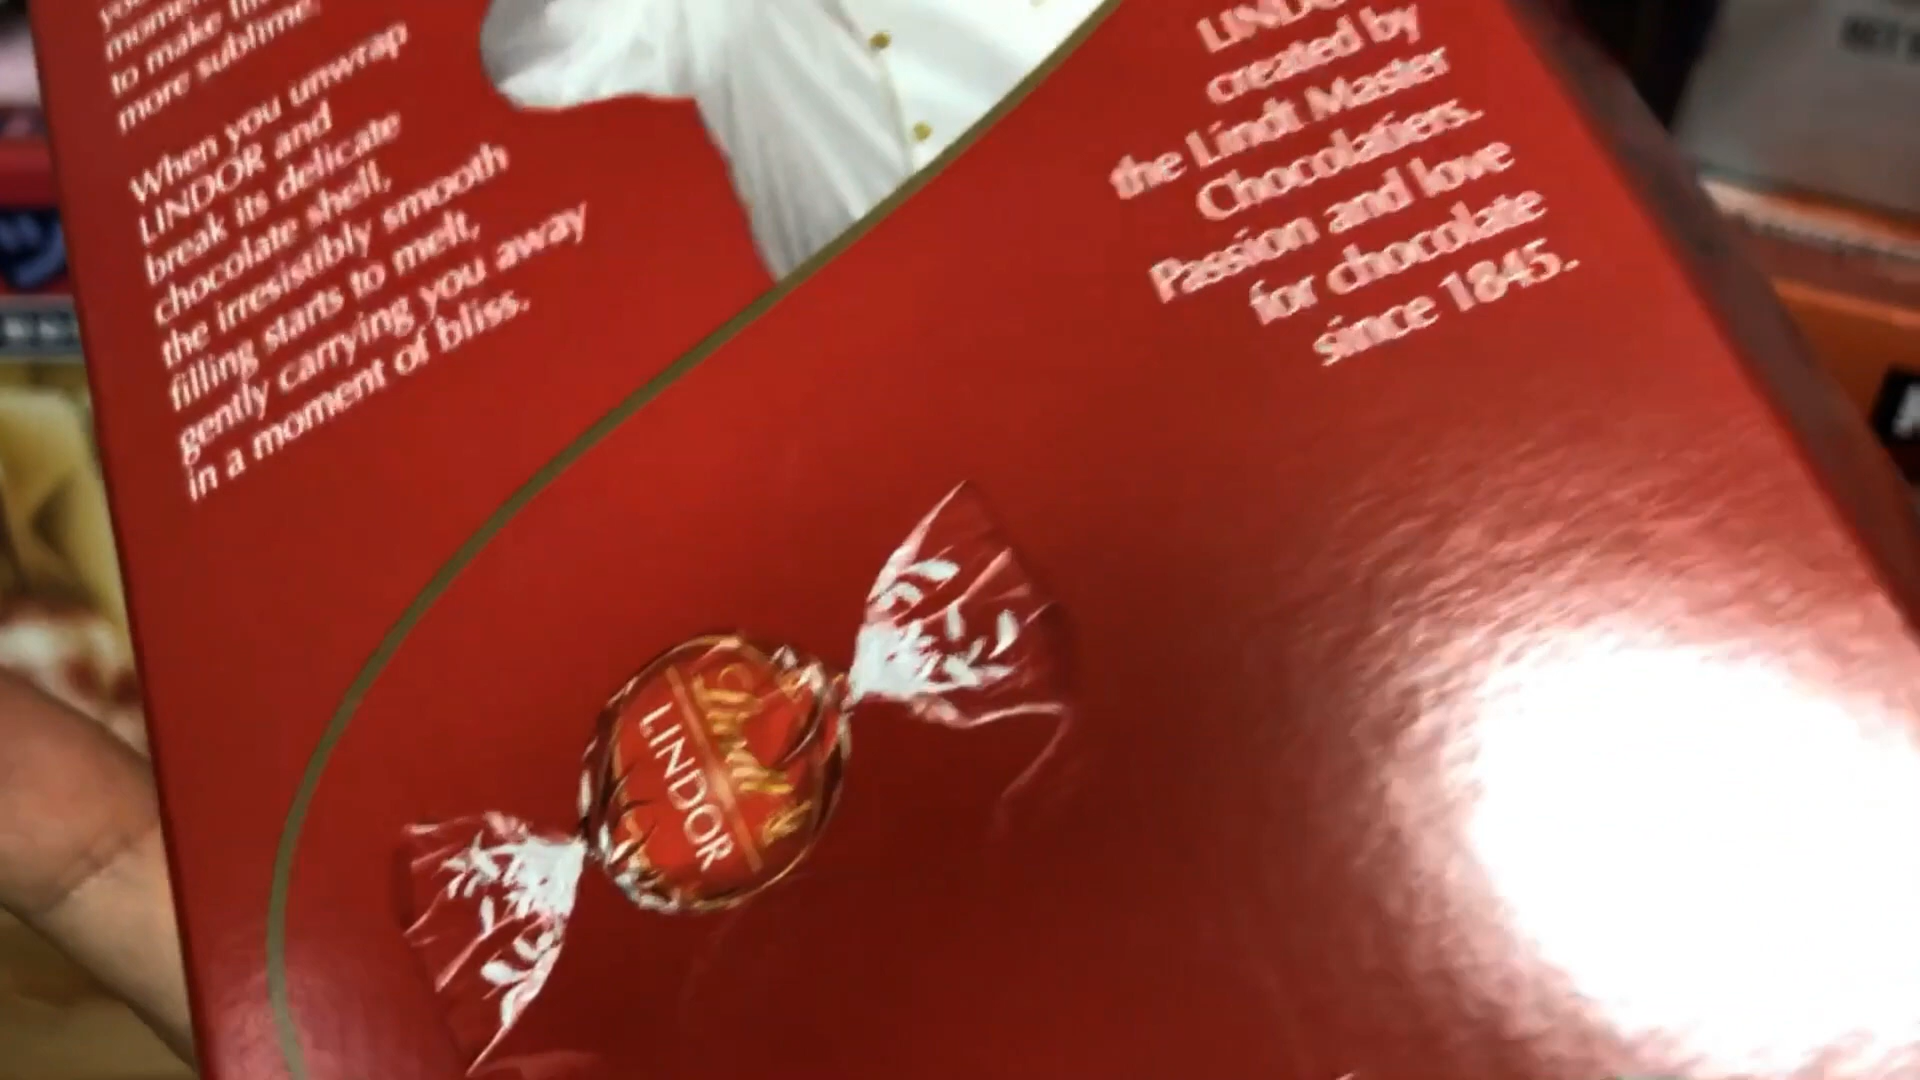 to make
more sublime.
When you unwrap
LINDOR and
break its delicate
chocolate shell,
the irresistibly smooth
filling starts to melt,
gently carrying you away
in a moment of bliss.
created by
the Lindt Master
Chocolatiers.
Passion and love
for chocolate
since 1845.
Lindt
LINDOR